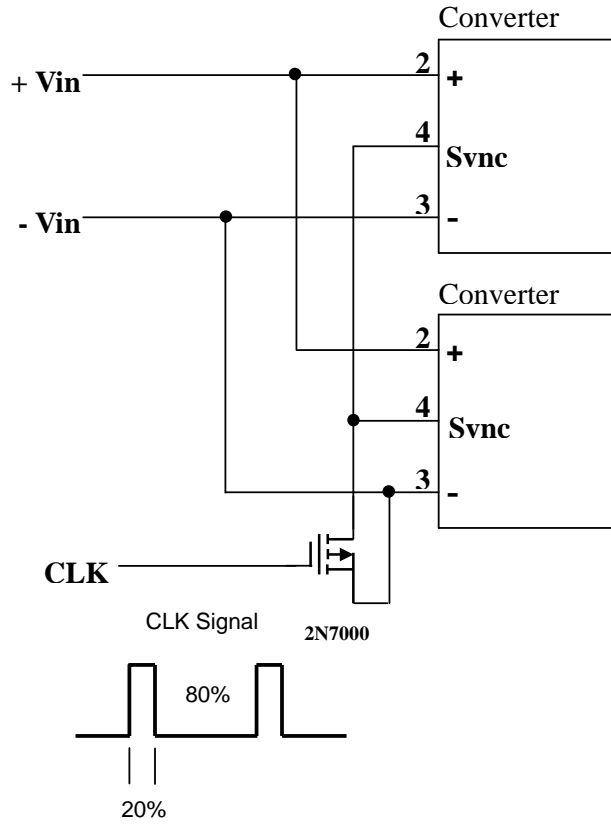 Converter
+ Vin
2
+
4
Svnc
- Vin
3
-
Converter
2
+
4
Svnc
3
-
CLK
CLK Signal
2N7000
80%
20%